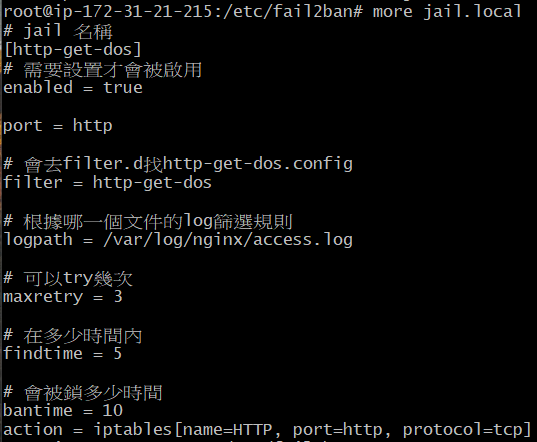 root@ip-172-31-21-215:/etc/fail2ban# more jail.local
# jail 名稱
[http-get-dos]
# 需要設置才會被啟用
enabled = true
port = http
# 會去filter.d找http-get-dos.config
filter = http-get-dos
# 根據哪一個文件的log篩選規則
logpath = /var/log/nginx/access.log
# 可以try幾次
maxretry = 3
# 在多少時間內
findtime = 5
# 會被鎖多少時間
bantime = 10
action = iptables[name=HTTP, port=http, protocol=tcp]